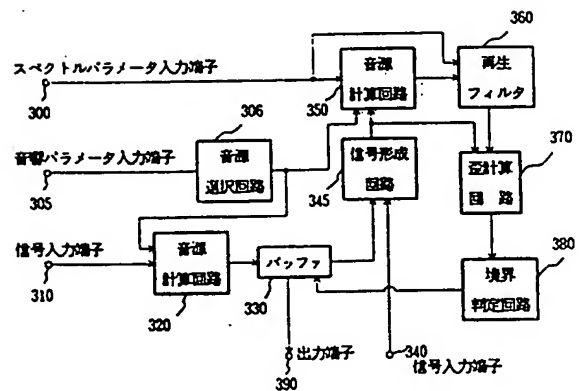 360
スペクトルパラメータ入力端子
音源
計算回路
再生
フィルタ
300
350
306
音響パラメータ入力端子
音源
選択回路
信号形成
回路
345
歪計算
回路
370
305
信号入力端子
音源
計算回路
バッファ
境界
判定回路
380
310
320
330
出力端子
340
信号入力端子
390